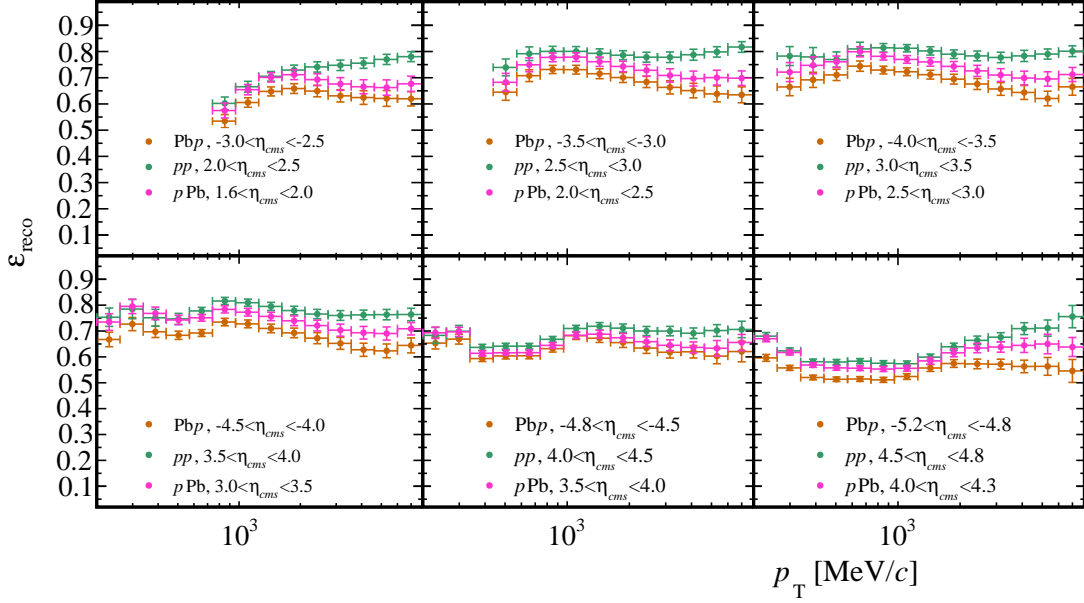 ε_reco
0.9
0.8
0.7
0.6
0.5
0.4
0.3
0.2
0.1
Pbp, -3.0<η_cms<-2.5
pp, 2.0<η_cms<2.5
pPb, 1.6<η_cms<2.0
Pbp, -3.5<η_cms<-3.0
pp, 2.5<η_cms<3.0
pPb, 2.0<η_cms<2.5
Pbp, -4.0<η_cms<-3.5
pp, 3.0<η_cms<3.5
pPb, 2.5<η_cms<3.0
0.9
0.8
0.7
0.6
0.5
0.4
0.3
0.2
0.1
Pbp, -4.5<η_cms<-4.0
pp, 3.5<η_cms<4.0
pPb, 3.0<η_cms<3.5
Pbp, -4.8<η_cms<-4.5
pp, 4.0<η_cms<4.5
pPb, 3.5<η_cms<4.0
Pbp, -5.2<η_cms<-4.8
pp, 4.5<η_cms<4.8
pPb, 4.0<η_cms<4.3
10³ 10³ 10³
p_T [MeV/c]